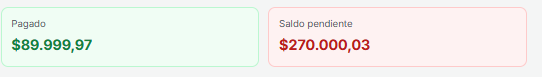 Pagado
$89.999,97
Saldo pendiente
$270.000,03